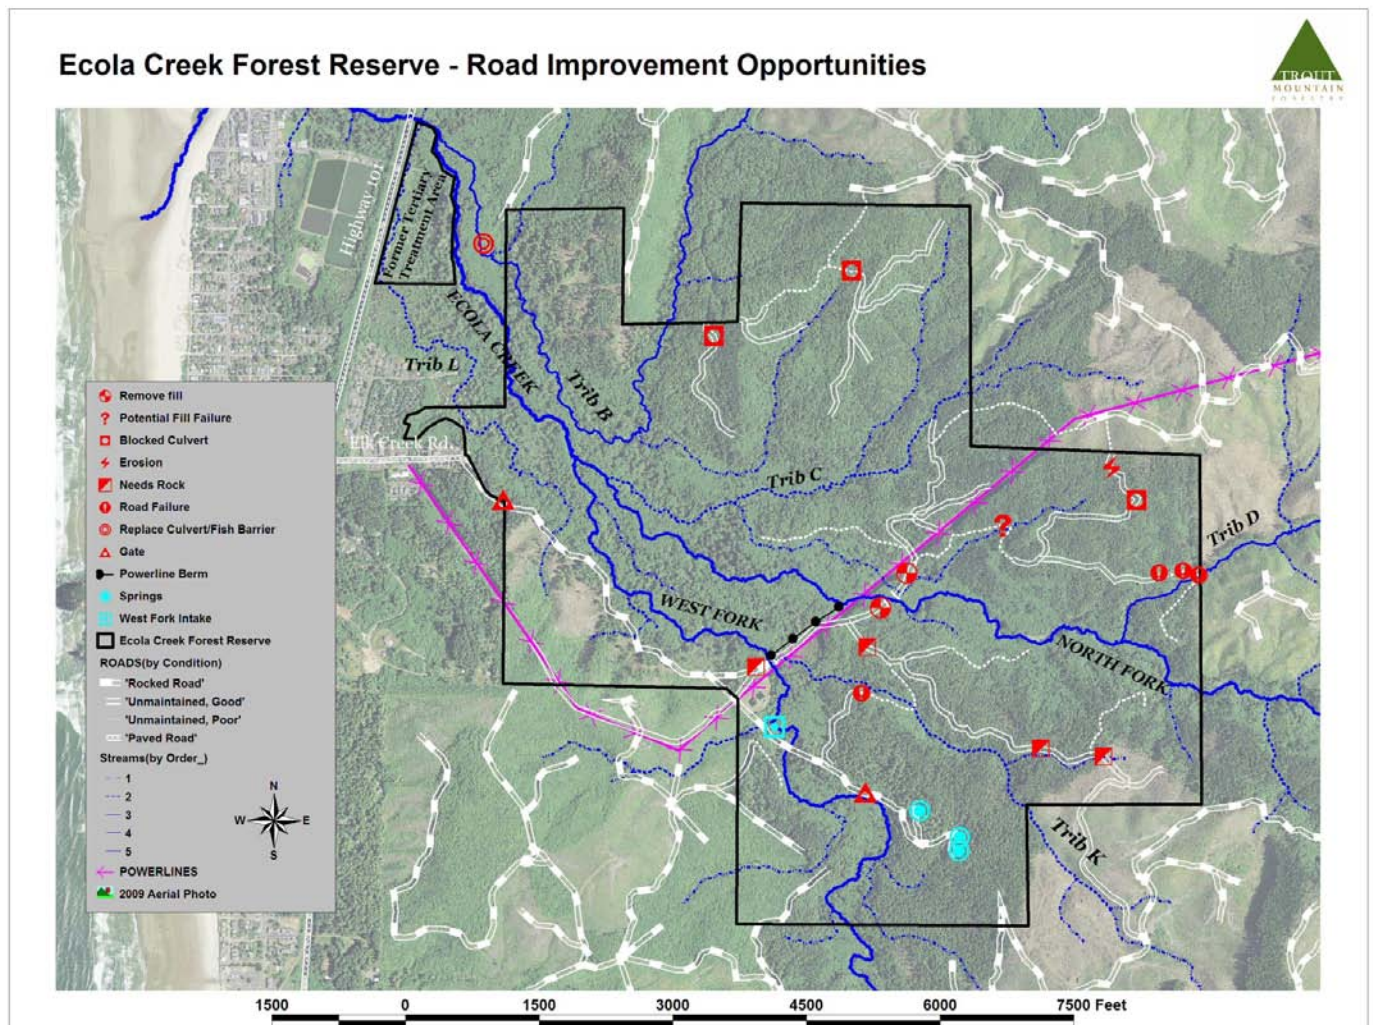 Ecola Creek Forest Reserve - Road Improvement Opportunities
TROUT
MOUNTAIN
FORESTRY
Highway 101
Former Tertiary
Treatment Area
ECOLA CREEK
Trib L
Trib B
Elk Creek Rd.
Trib C
Trib D
WEST FORK
NORTH FORK
Trib K
Remove fill
Potential Fill Failure
Blocked Culvert
Erosion
Needs Rock
Road Failure
Replace Culvert/Fish Barrier
Gate
Powerline Berm
Springs
West Fork Intake
Ecola Creek Forest Reserve
ROADS(by Condition)
'Rocked Road'
'Unmaintained, Good'
'Unmaintained, Poor'
'Paved Road'
Streams(by Order_)
1
2
3
4
5
POWERLINES
2009 Aerial Photo
N
W E
S
?
1500 0 1500 3000 4500 6000 7500 Feet